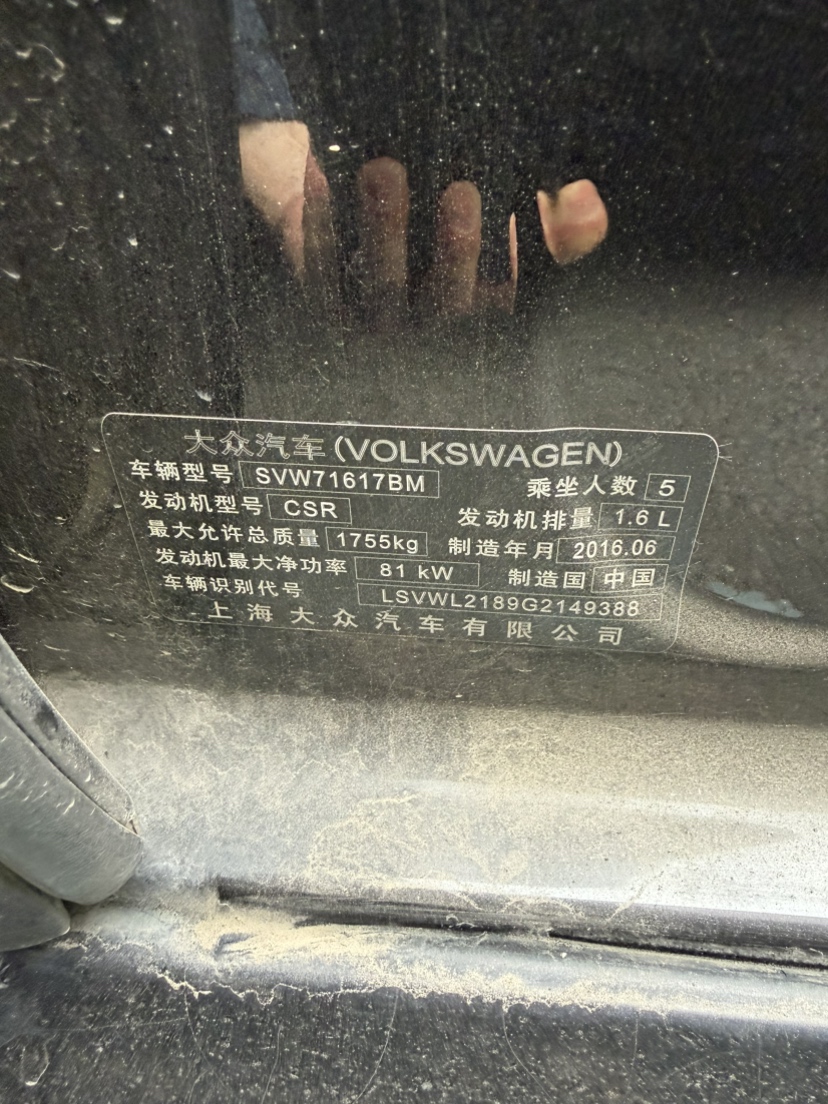 大众汽车(VOLKSWAGEN)
车辆型号 SVW71617BM 乘坐人数 5
发动机型号 CSR 发动机排量 1.6 L
最大允许总质量 1755kg 制造年月 2016.06
发动机最大净功率 81 kW 制造国 中国
车辆识别代号 LSVWL2189G2149388
上海大众汽车有限公司